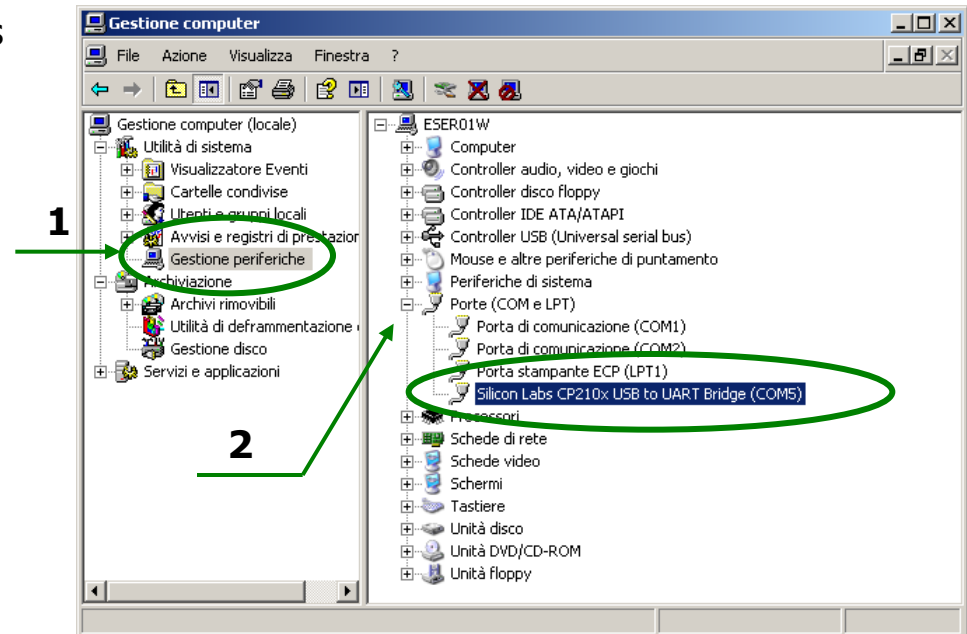 s
Gestione computer
File Azione Visualizza Finestra ?
Gestione computer (locale)
Utilità di sistema
Visualizzatore Eventi
Cartelle condivise
Utenti e gruppi locali
Avvisi e registri di prestazior
Gestione periferiche
Archiviazione
Archivi rimovibili
Utilità di deframmentazione
Gestione disco
Servizi e applicazioni
1
ESER01W
Computer
Controller audio, video e giochi
Controller disco floppy
Controller IDE ATA/ATAPI
Controller USB (Universal serial bus)
Mouse e altre periferiche di puntamento
Periferiche di sistema
Porte (COM e LPT)
Porta di comunicazione (COM1)
Porta di comunicazione (COM2)
Porta stampante ECP (LPT1)
Silicon Labs CP210x USB to UART Bridge (COM5)
Processori
Schede di rete
Schede video
Schermi
Tastiere
Unità disco
Unità DVD/CD-ROM
Unità floppy
2